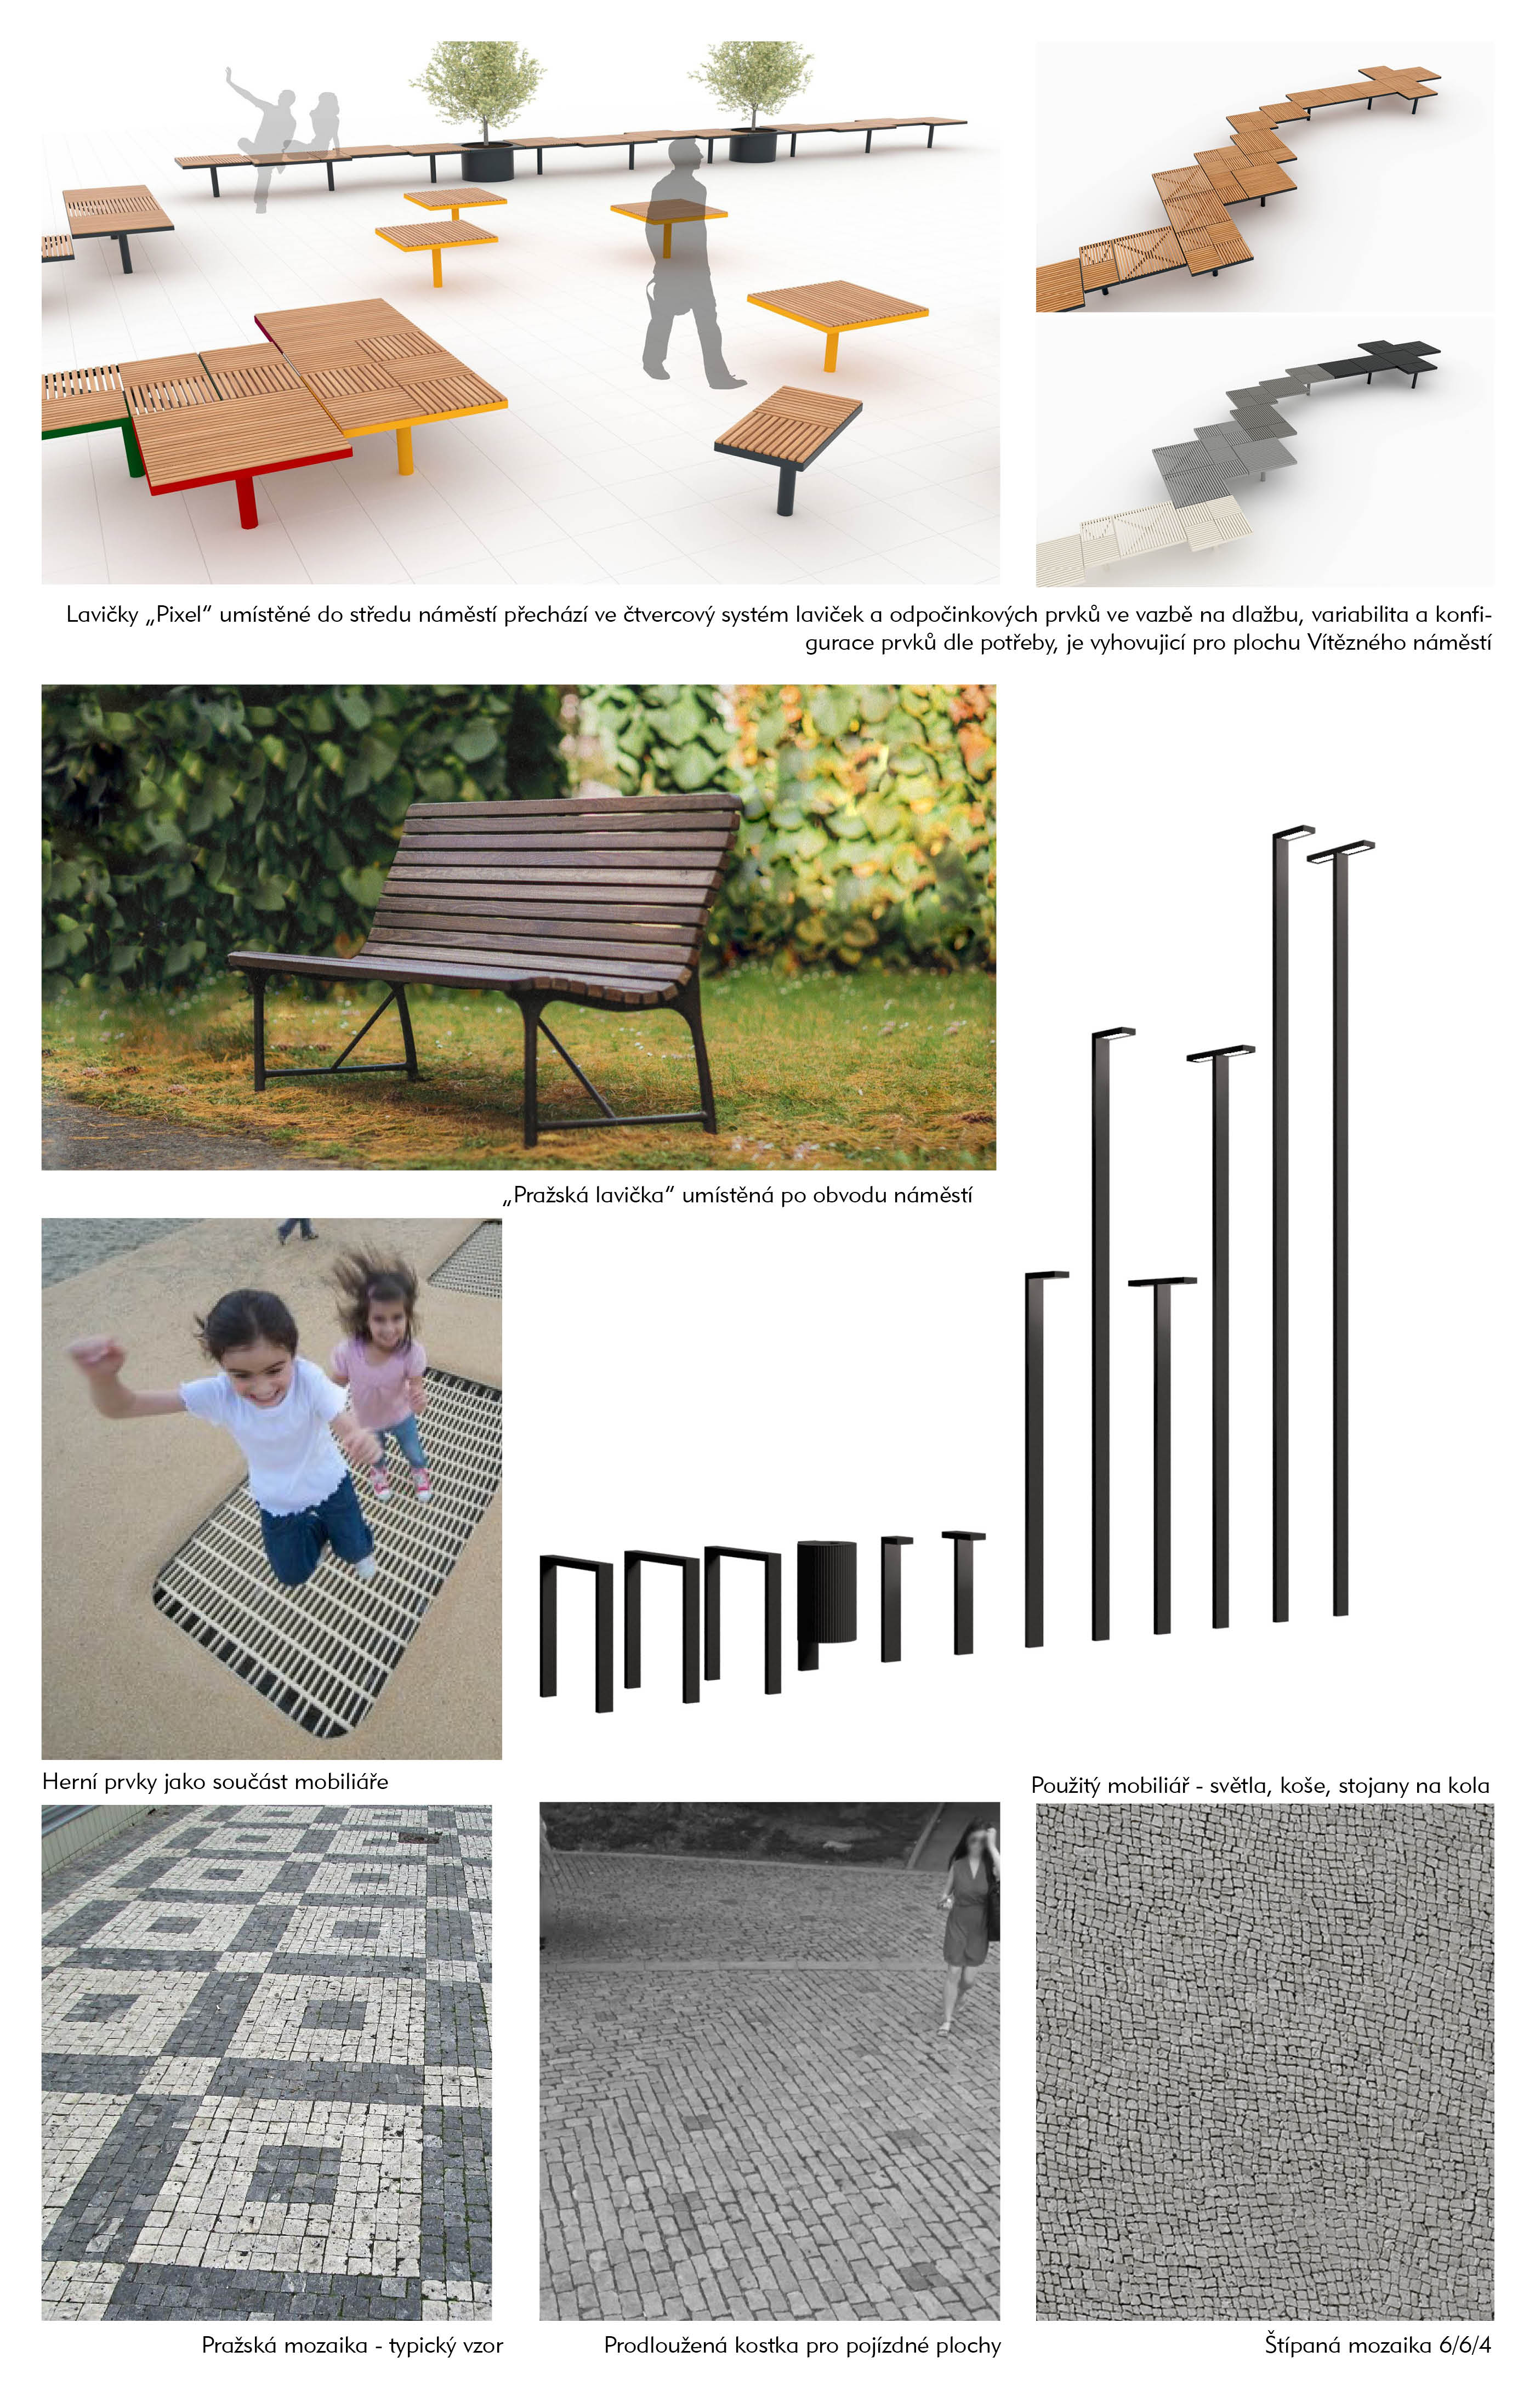 Lavičky „Pixel“ umístěné do středu náměstí přechází ve čtvercový systém laviček a odpočinkových prvků ve vazbě na dlažbu, variabilita a konfi-
gurace prvků dle potřeby, je vyhovujicí pro plochu Vítězného náměstí
„Pražská lavička“ umístěná po obvodu náměstí
Herní prvky jako součást mobiliáře
Použitý mobiliář - světla, koše, stojany na kola
Pražská mozaika - typický vzor
Prodloužená kostka pro pojízdné plochy
Štípaná mozaika 6/6/4